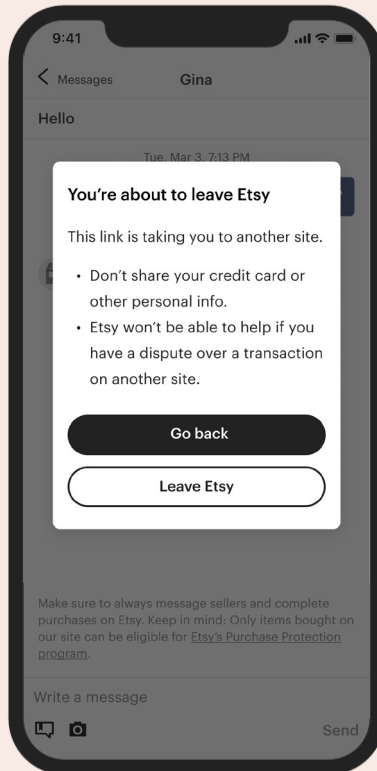 9:41
Messages
Gina
Hello
Tue, Mar 3, 7:13 PM
You’re about to leave Etsy
This link is taking you to another site.
• Don’t share your credit card or
other personal info.
• Etsy won’t be able to help if you
have a dispute over a transaction
on another site.
Go back
Leave Etsy
Make sure to always message sellers and complete
purchases on Etsy. Keep in mind: Only items bought on
our site can be eligible for Etsy’s Purchase Protection
program.
Write a message
Send